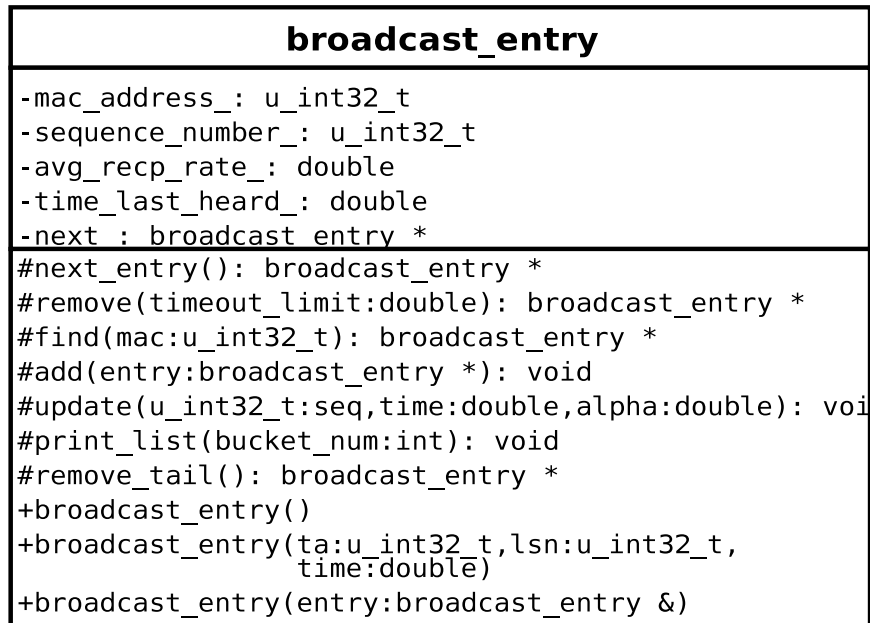 broadcast_entry
-mac_address_: u_int32_t
-sequence_number_: u_int32_t
-avg_recp_rate_: double
-time_last_heard_: double
-next_: broadcast_entry *
#next_entry(): broadcast_entry *
#remove(timeout_limit:double): broadcast_entry *
#find(mac:u_int32_t): broadcast_entry *
#add(entry:broadcast_entry *): void
#update(u_int32_t:seq,time:double,alpha:double): voi
#print_list(bucket_num:int): void
#remove_tail(): broadcast_entry *
+broadcast_entry()
+broadcast_entry(ta:u_int32_t,lsn:u_int32_t,
time:double)
+broadcast_entry(entry:broadcast_entry &)